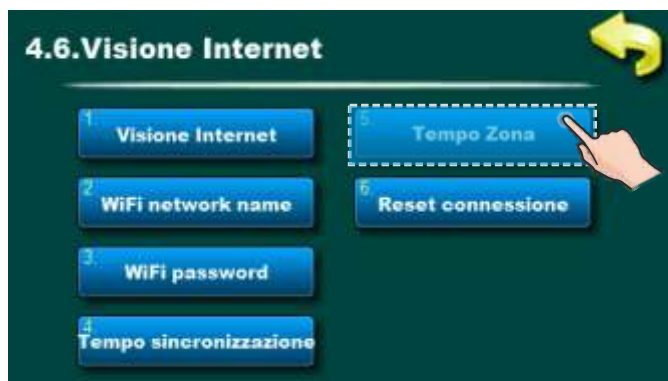 4.6.Visione Internet
1. Visione Internet
2 WiFi network name
3. WiFi password
4 Tempo sincronizzazione
5. Tempo Zona
6 Reset connessione